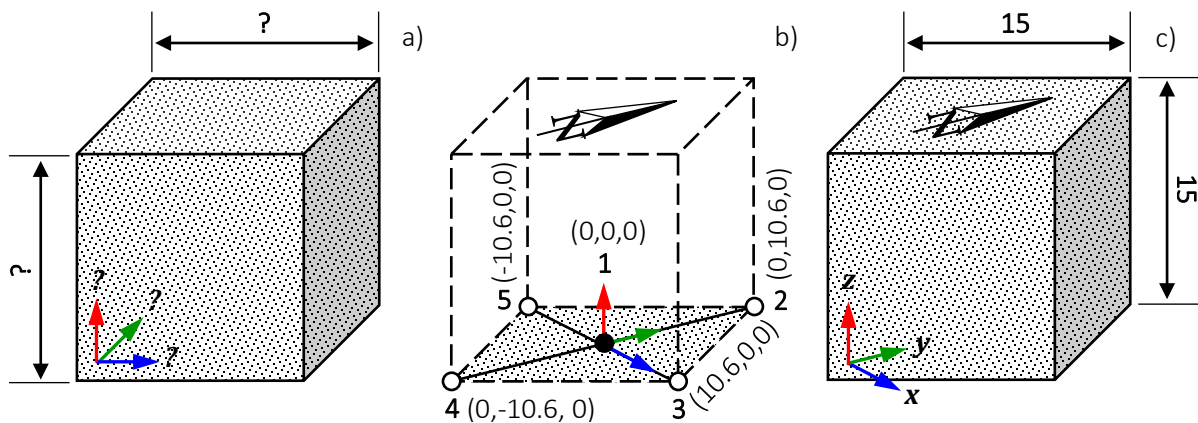 ?
a)
?
?
?
?
b)
N
(-10.6,0,0)
(0,0,0)
1
(0,10.6,0)
5
2
(10.6,0,0)
4 (0,-10.6, 0)
3
15
c)
N
15
z
y
x